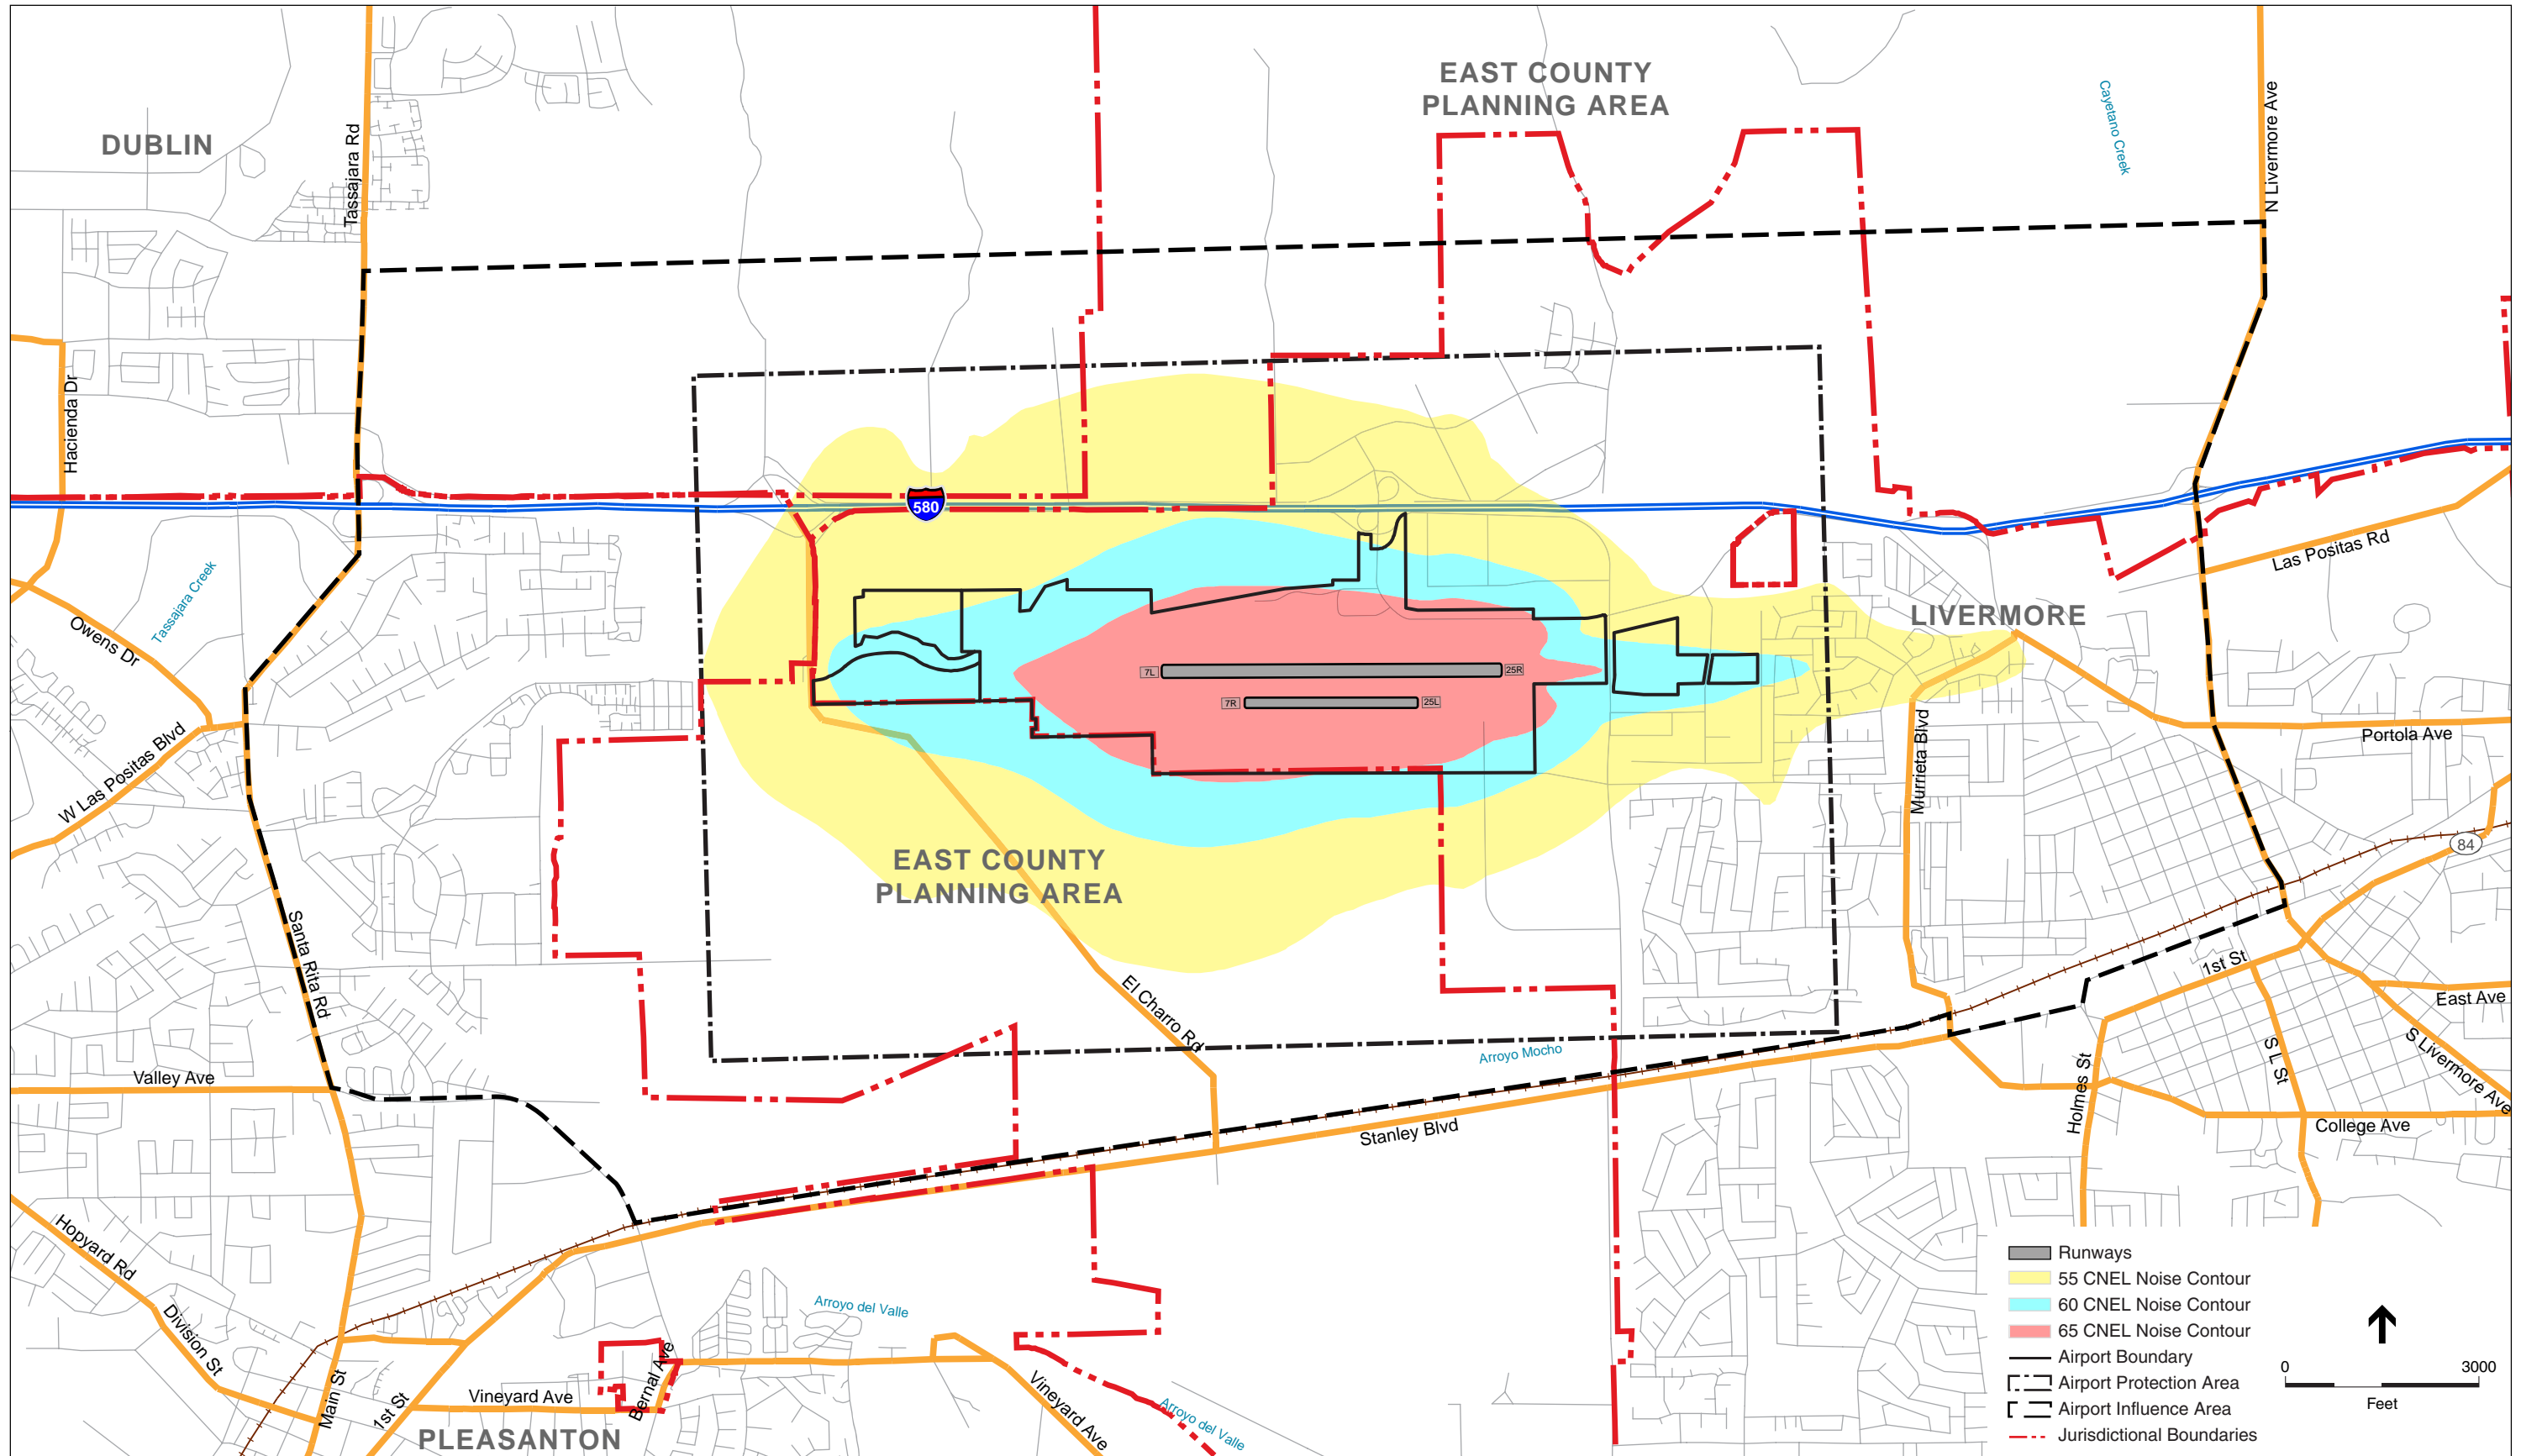 EAST COUNTY
PLANNING AREA
DUBLIN
Tassajara Rd
Cayetano Creek
N Livermore Ave
Hacienda Dr
580
Las Positas Rd
Tassajara Creek
Owens Dr
LIVERMORE
7L
25R
7R
25L
W Las Positas Blvd
Murrieta Blvd
Portola Ave
84
EAST COUNTY
PLANNING AREA
Santa Rita Rd
El Charro Rd
1st St
East Ave
Arroyo Mocho
S L St
S Livermore Ave
Valley Ave
Holmes St
Stanley Blvd
College Ave
Hopyard Rd
Division St
Arroyo del Valle
Main St
1st St
Vineyard Ave
Bernal Ave
Vineyard Ave
Arroyo del Valle
PLEASANTON
Runways
55 CNEL Noise Contour
60 CNEL Noise Contour
65 CNEL Noise Contour
Airport Boundary
Airport Protection Area
Airport Influence Area
Jurisdictional Boundaries
0 3000
Feet